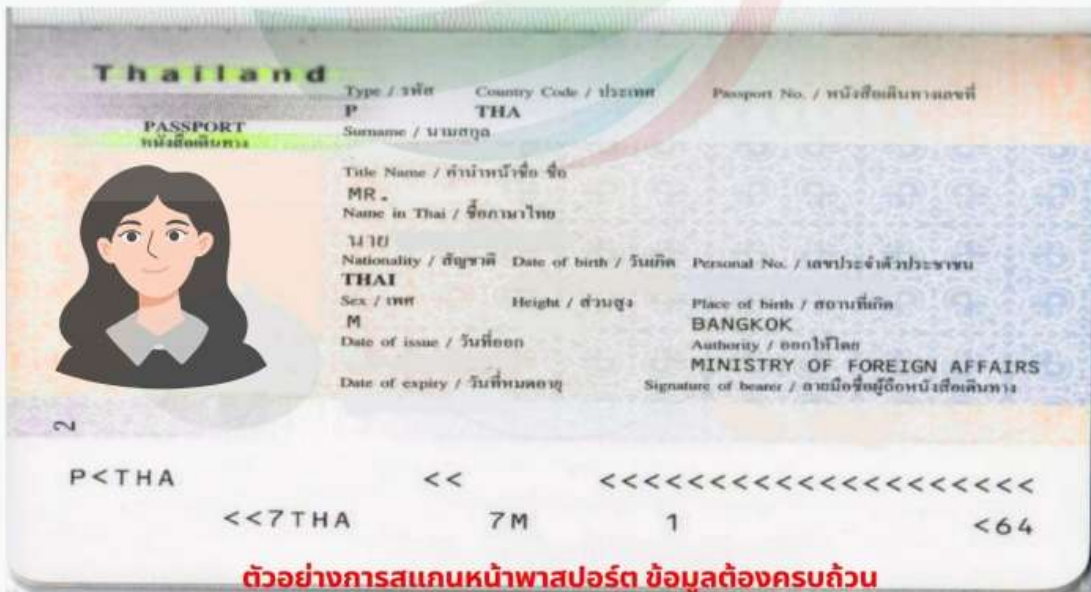 Thailand
PASSPORT
หนังสือเดินทาง
Type / รหัส Country Code / ประเทศ Passport No. / หนังสือเดินทางเลขที่
P THA
Surname / นามสกุล
Title Name / คำนำหน้าชื่อ ชื่อ
MR.
Name in Thai / ชื่อภาษาไทย
นาย
Nationality / สัญชาติ Date of birth / วันเกิด Personal No. / เลขประจำตัวประชาชน
THAI
Sex / เพศ Height / ส่วนสูง Place of birth / สถานที่เกิด
M BANGKOK
Date of issue / วันที่ออก Authority / ออกให้โดย
MINISTRY OF FOREIGN AFFAIRS
Date of expiry / วันที่หมดอายุ Signature of bearer / ลายมือชื่อผู้ถือหนังสือเดินทาง
2
P<THA << <<<<<<<<<<<<<<<<<<<<
<<7THA 7M 1 <64
ตัวอย่างการสแกนหน้าพาสปอร์ต ข้อมูลต้องครบถ้วน